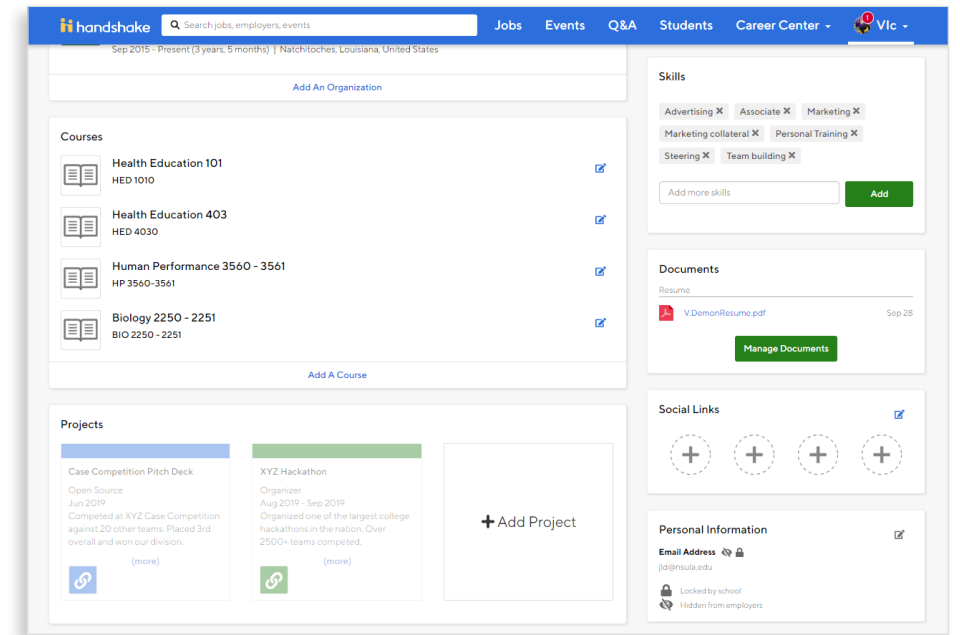 handshake
Search jobs, employers, events
Jobs
Events
Q&A
Students
Career Center
1
VIc
Sep 2015 - Present (3 years, 5 months) | Natchitoches, Louisiana, United States
Add An Organization
Courses
Health Education 101
HED 1010
Health Education 403
HED 4030
Human Performance 3560 - 3561
HP 3560-3561
Biology 2250 - 2251
BIO 2250 - 2251
Add A Course
Projects
Case Competition Pitch Deck
Open Source
Jun 2019
Competed at XYZ Case Competition
against 20 other teams. Placed 3rd
overall and won our division.
(more)
XYZ Hackathon
Organizer
Aug 2019 - Sep 2019
Organized one of the largest college
hackathons in the nation. Over
2500+ teams competed.
(more)
Add Project
Skills
Advertising
Associate
Marketing
Marketing collateral
Personal Training
Steering
Team building
Add more skills
Add
Documents
Resume
V.DemonResume.pdf
Sep 28
Manage Documents
Social Links
Personal Information
Email Address
jld@nsula.edu
Locked by school
Hidden from employers